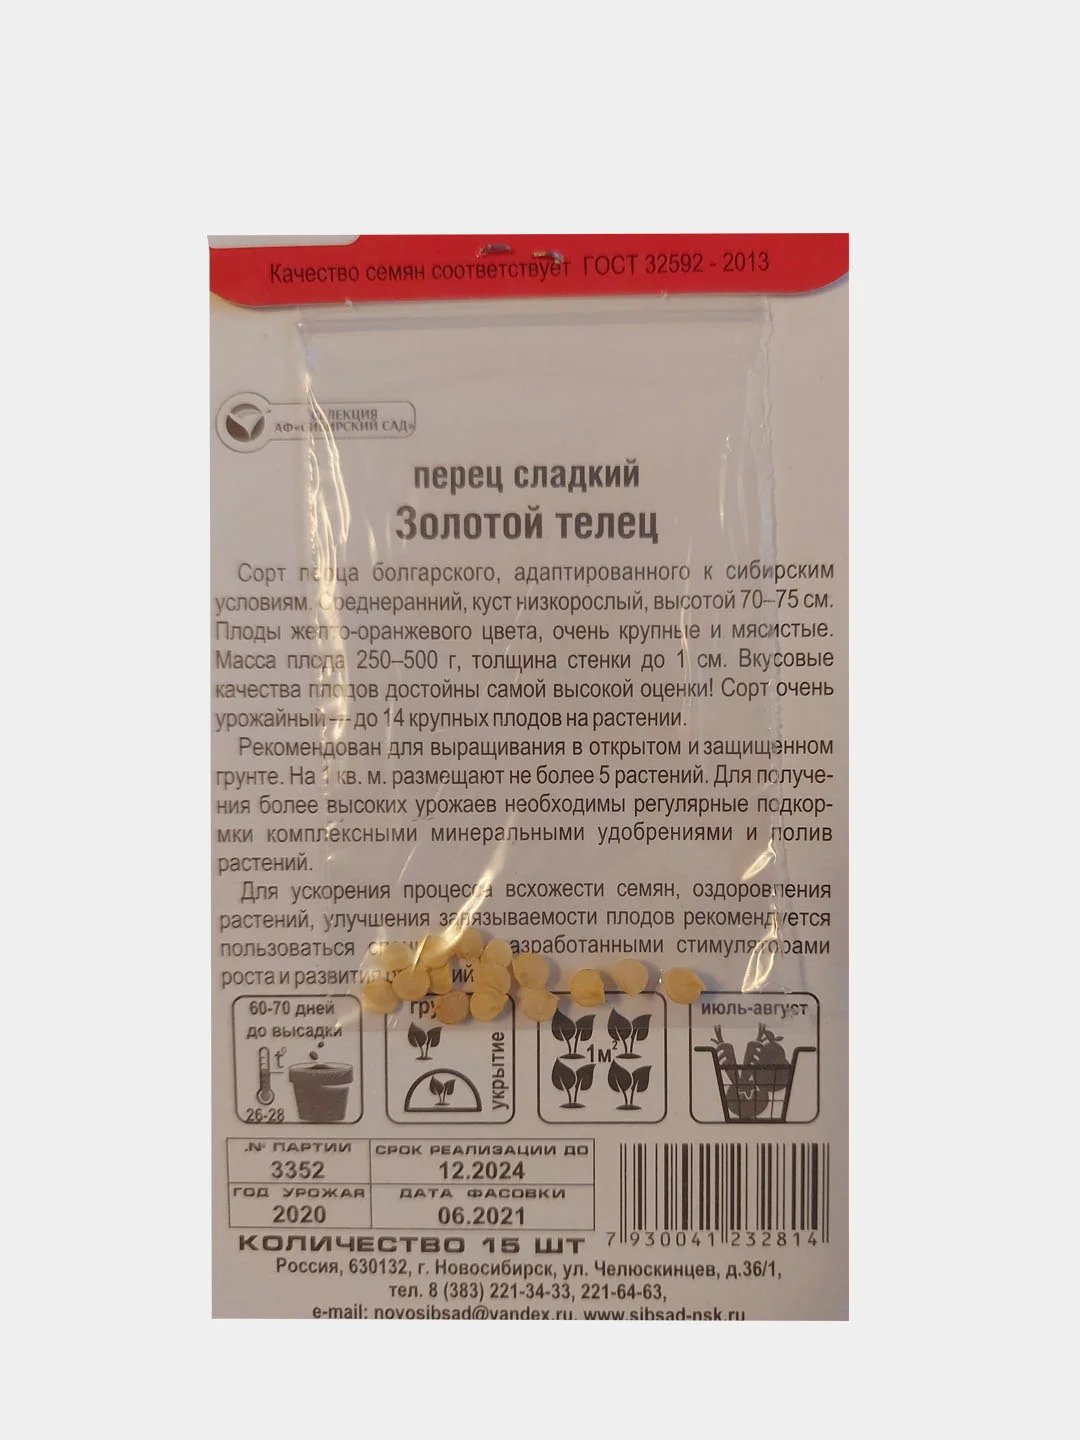 Качество семян соответствует ГОСТ 32592 - 2013
СЕЛЕКЦИЯ
АФ«СИБИРСКИЙ САД»
перец сладкий
Золотой телец
Сорт перца болгарского, адаптированного к сибирским
условиям. Среднеранний, куст низкорослый, высотой 70–75 см.
Плоды желто-оранжевого цвета, очень крупные и мясистые.
Масса плода 250–500 г, толщина стенки до 1 см. Вкусовые
качества плодов достойны самой высокой оценки! Сорт очень
урожайный — до 14 крупных плодов на растении.
Рекомендован для выращивания в открытом и защищенном
грунте. На 1 кв. м. размещают не более 5 растений. Для получе-
ния более высоких урожаев необходимы регулярные подкор-
мки комплексными минеральными удобрениями и полив
растений.
Для ускорения процесса всхожести семян, оздоровления
растений, улучшения завязываемости плодов рекомендуется
пользоваться стимуляторами
роста и развития
60-70 дней
до высадки
t°
26-28
укрытие
1м²
июль-август
№ ПАРТИИ
3352
СРОК РЕАЛИЗАЦИИ ДО
12.2024
ГОД УРОЖАЯ
2020
ДАТА ФАСОВКИ
06.2021
КОЛИЧЕСТВО 15 ШТ
7 930041 232814
Россия, 630132, г. Новосибирск, ул. Челюскинцев, д.36/1,
тел. 8 (383) 221-34-33, 221-64-63,
e-mail: novosibsad@yandex.ru, www.sibsad-nsk.ru